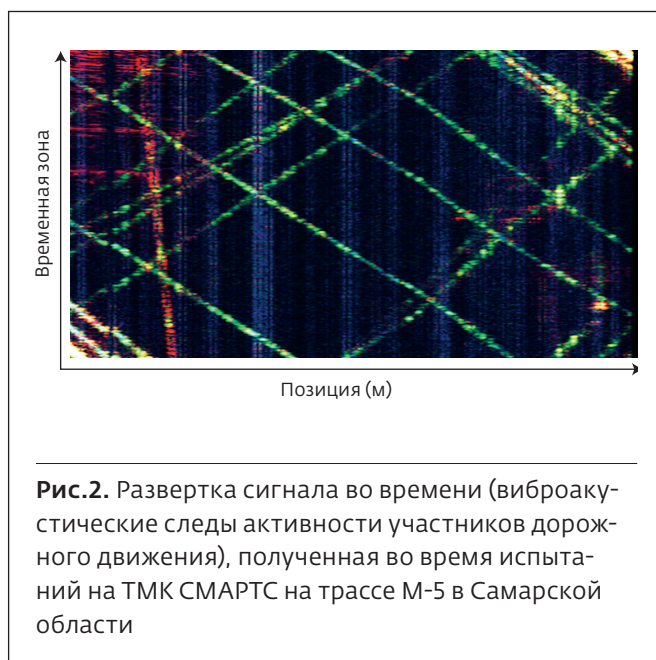 Временная зона
Позиция (м)
Рис.2. Развертка сигнала во времени (виброаку-
стические следы активности участников дорож-
ного движения), полученная во время испыта-
ний на ТМК СМАРТС на трассе М-5 в Самарской
области